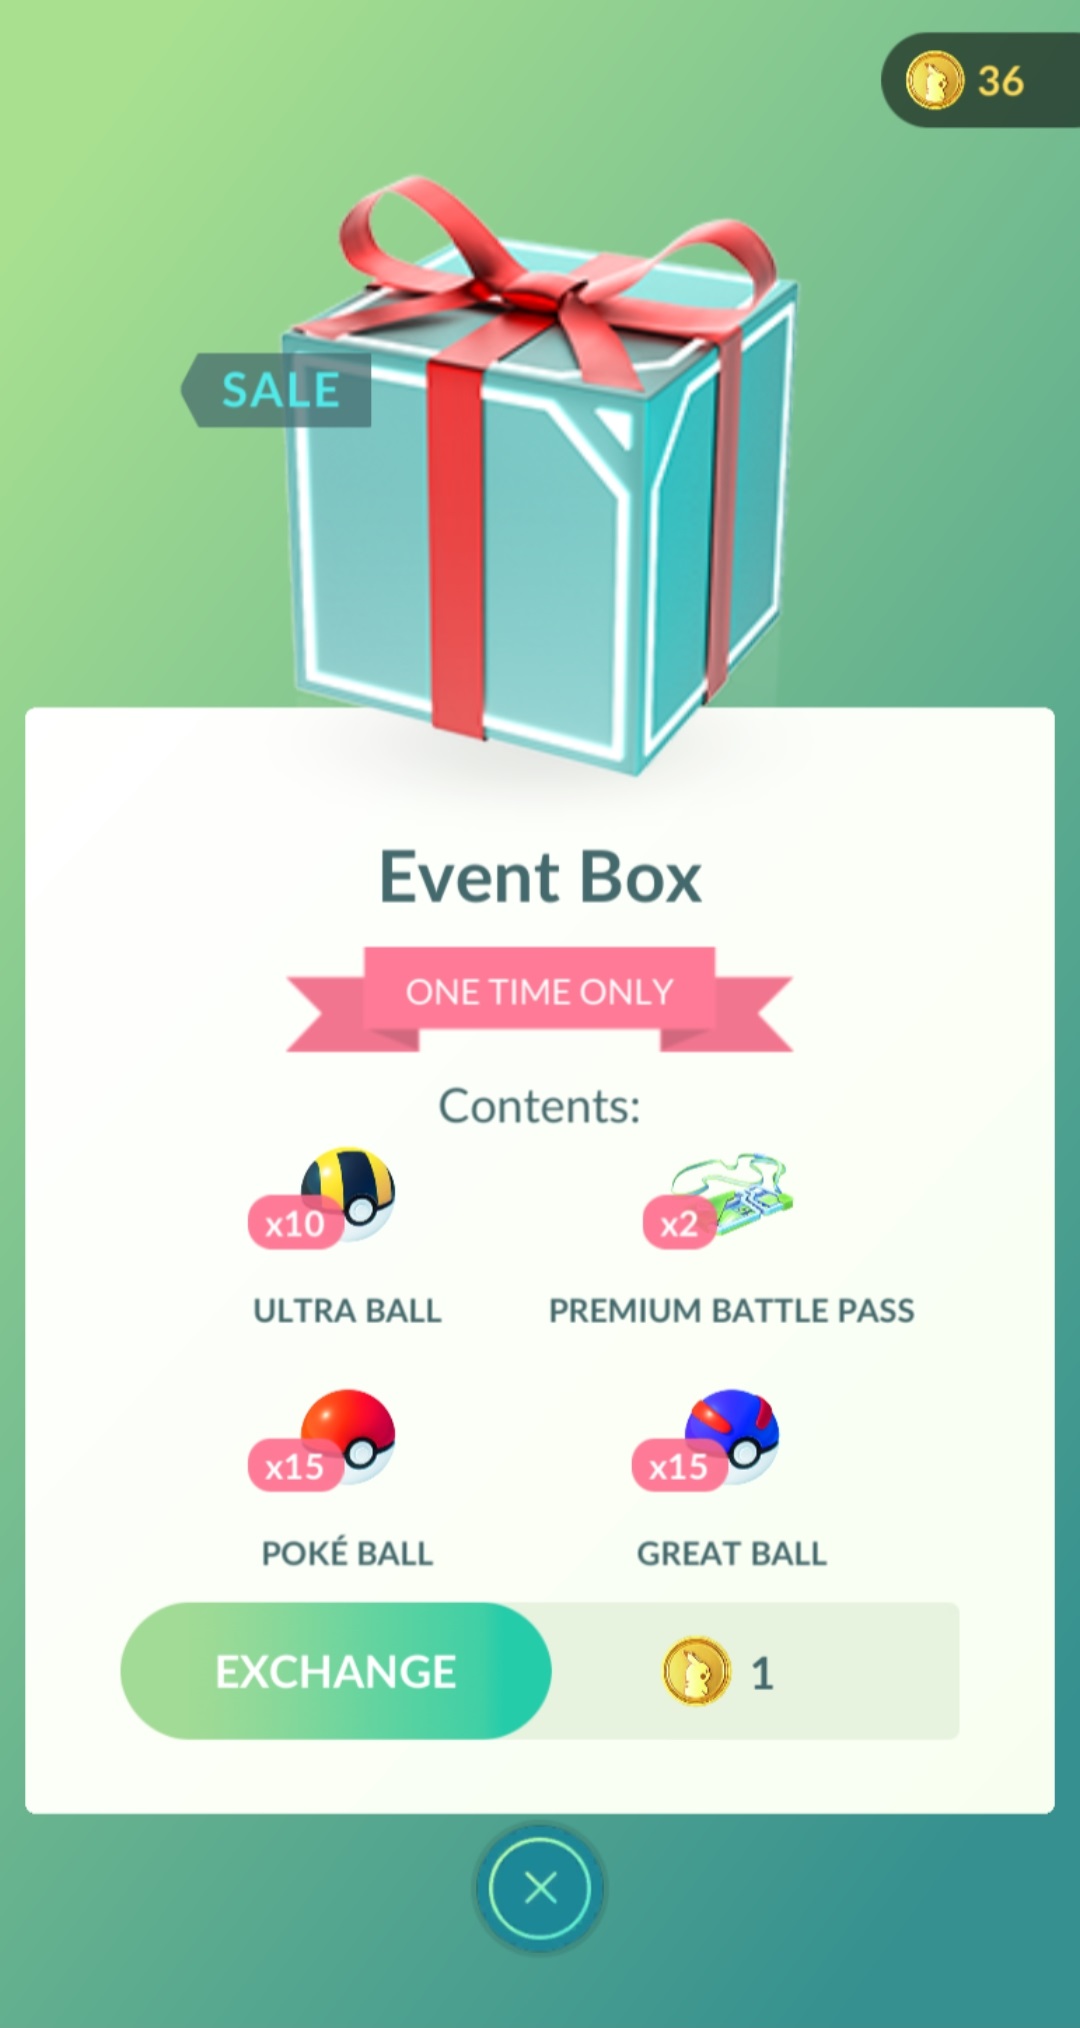 36
SALE
Event Box
ONE TIME ONLY
Contents:
x10
x2
ULTRA BALL
PREMIUM BATTLE PASS
x15
x15
POKÉ BALL
GREAT BALL
EXCHANGE
1